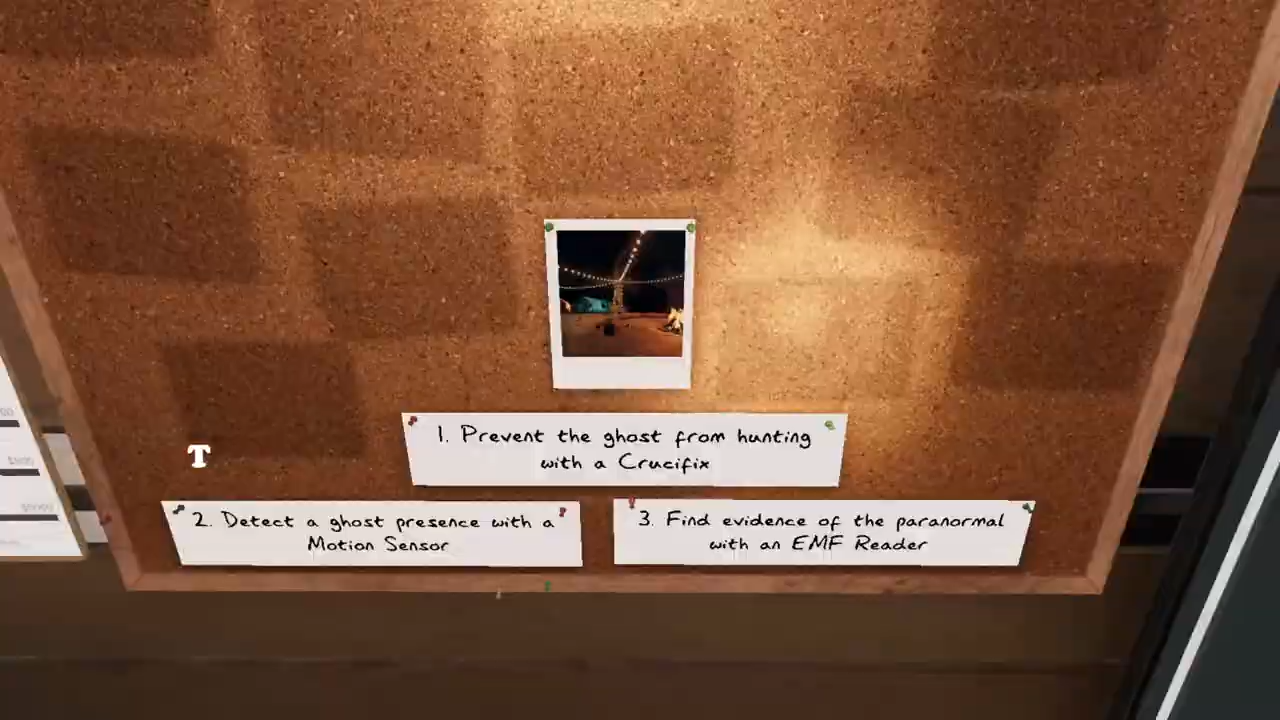 1. Prevent the ghost from hunting
with a Crucifix
T
2. Detect a ghost presence with a
Motion Sensor
3. Find evidence of the paranormal
with an EMF Reader